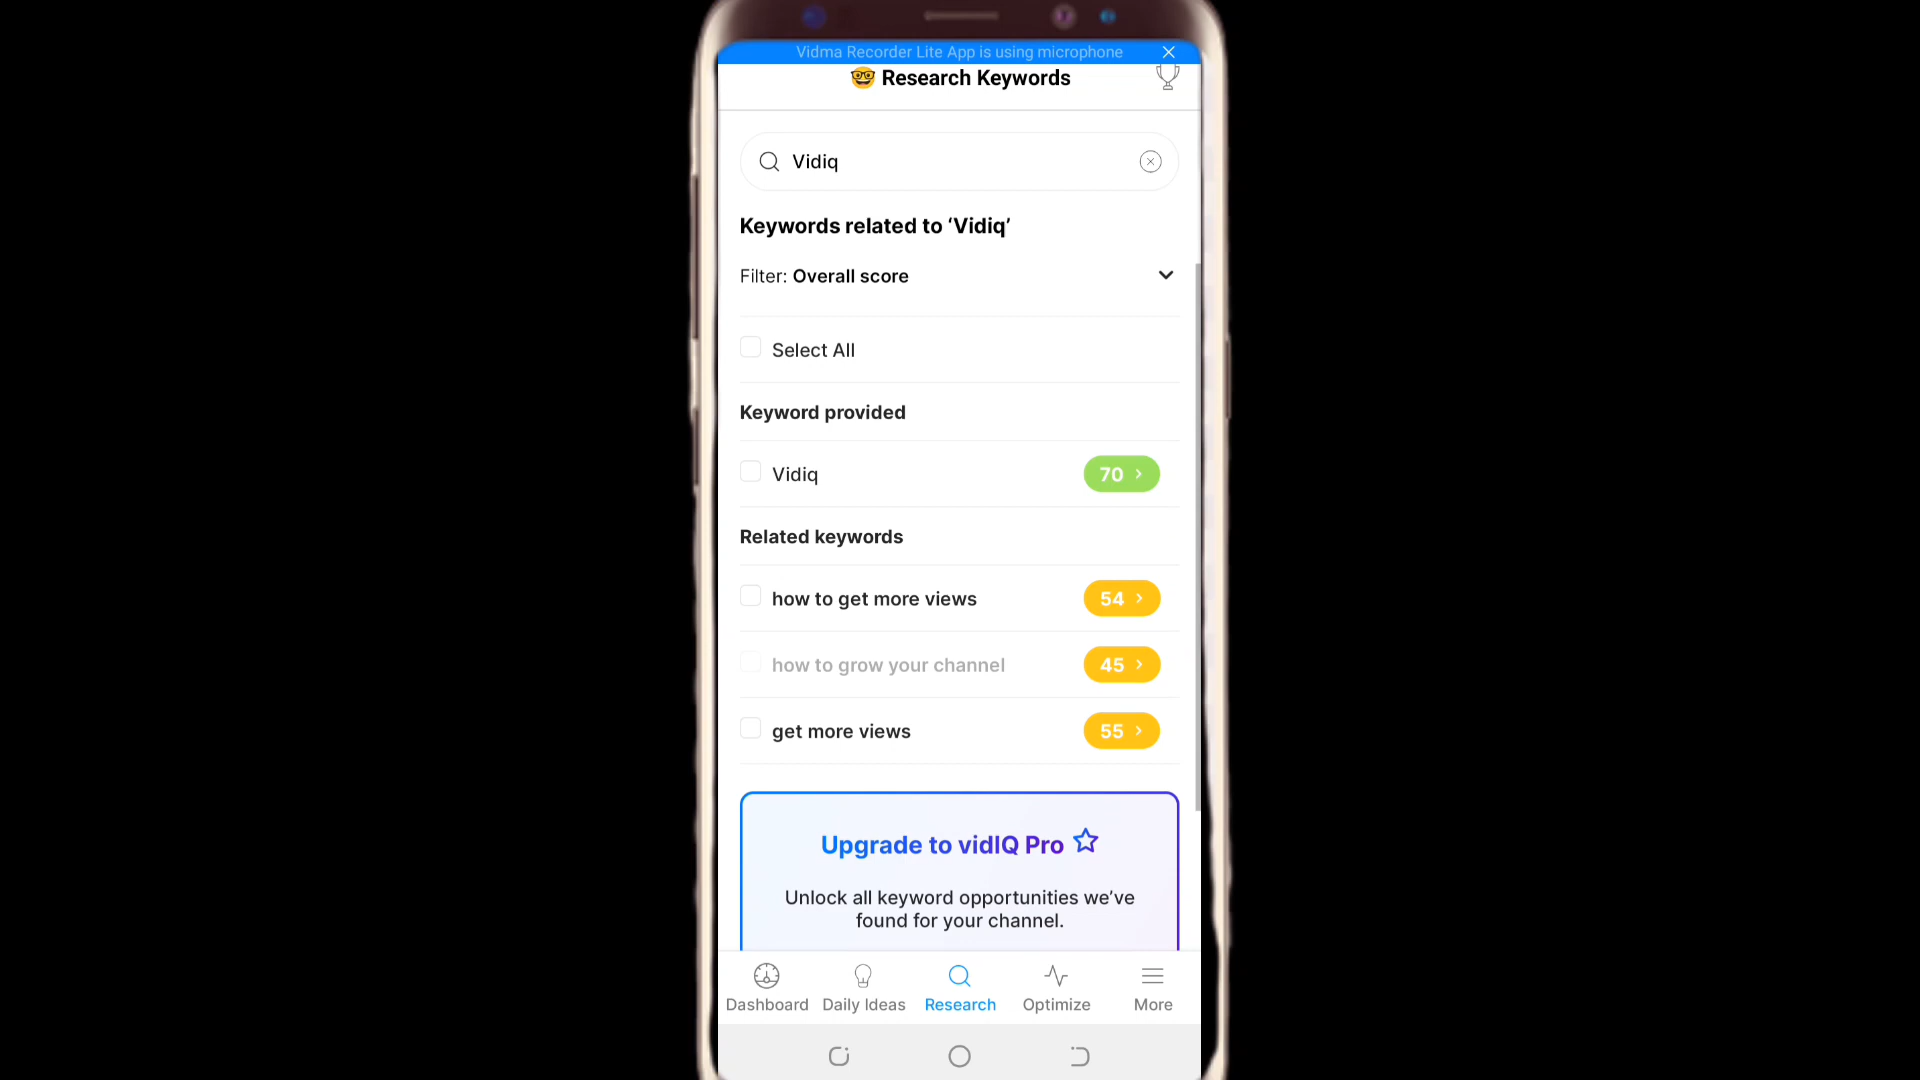 Vidma Recorder Lite App is using microphone
🤓 Research Keywords
Vidiq
Keywords related to ‘Vidiq’
Filter: Overall score
Select All
Keyword provided
Vidiq 70
Related keywords
how to get more views 54
how to grow your channel 45
get more views 55
Upgrade to vidIQ Pro
Unlock all keyword opportunities we’ve
found for your channel.
Dashboard Daily Ideas Research Optimize More